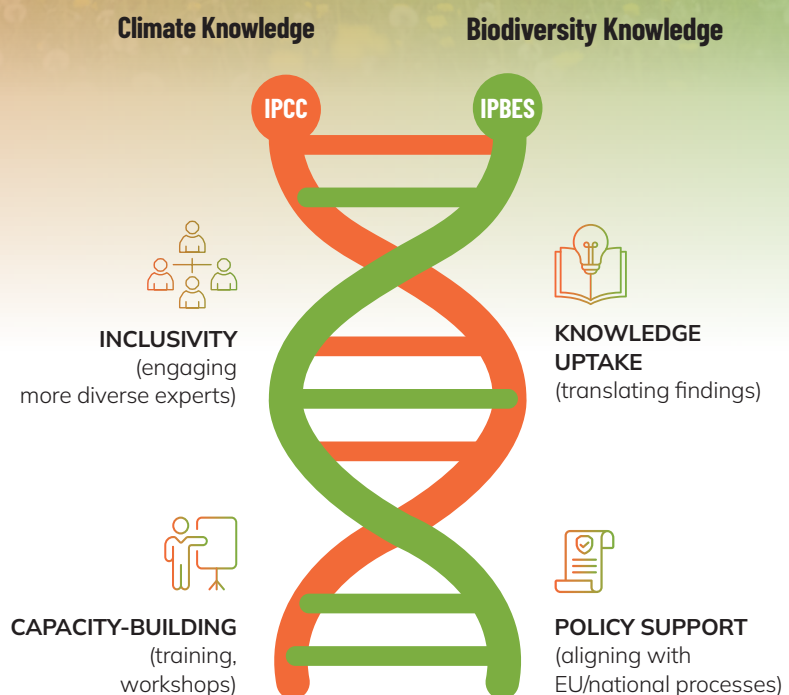 Climate Knowledge
Biodiversity Knowledge
IPCC
IPBES
INCLUSIVITY
(engaging
more diverse experts)
KNOWLEDGE
UPTAKE
(translating findings)
CAPACITY-BUILDING
(training,
workshops)
POLICY SUPPORT
(aligning with
EU/national processes)